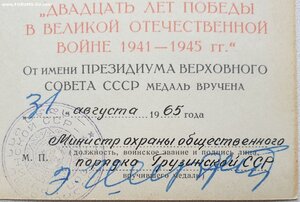 „ДВАДЦАТЬ ЛЕТ ПОБЕДЫ
В ВЕЛИКОЙ ОТЕЧЕСТВЕННОЙ
ВОЙНЕ 1941—1945 гг.“
От имени ПРЕЗИДИУМА ВЕРХОВНОГО
СОВЕТА СССР МЕДАЛЬ ВРУЧЕНА
31 августа 1965 года
Министр охраны общественного
М. П. (должность, воинское звание и подпись лица,
порядка Грузинской ССР
вручившего медаль)